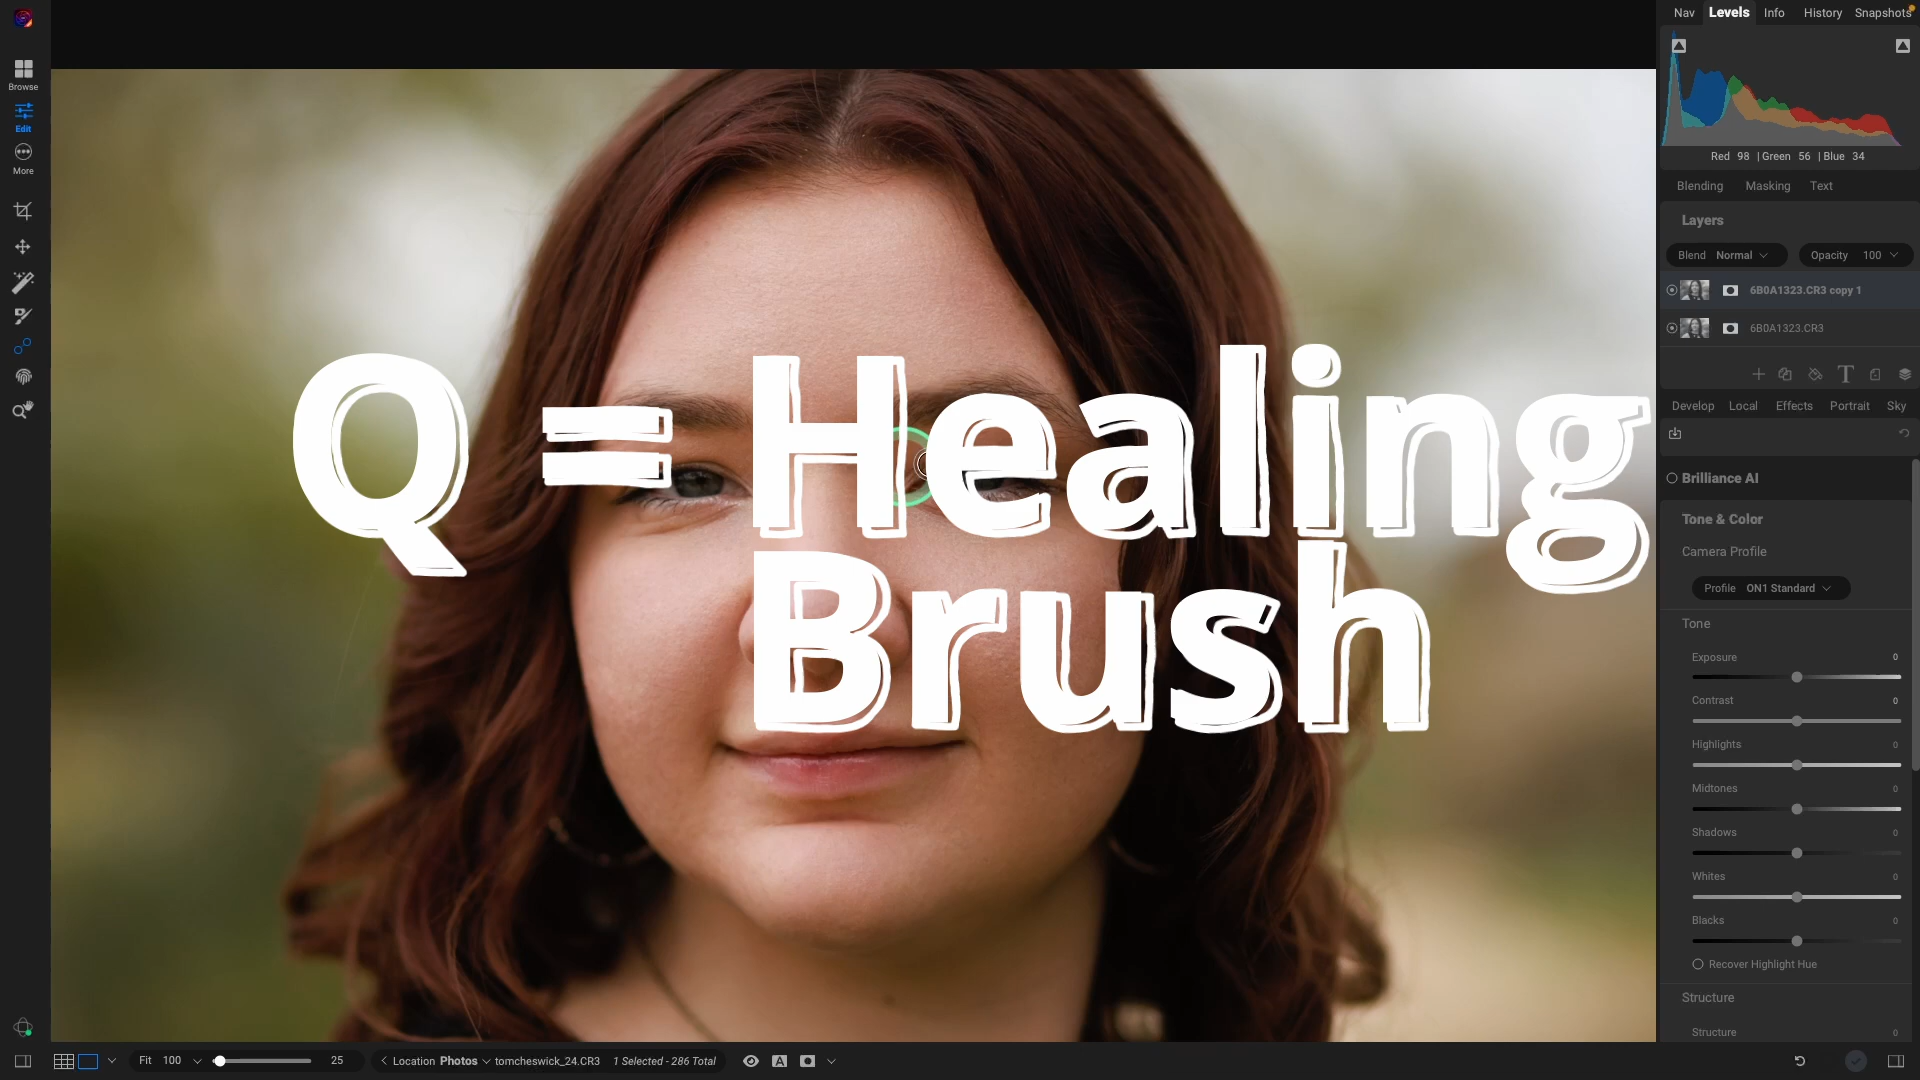 Nav Levels Info History Snapshots
Browse
Edit
More
Red 98 | Green 56 | Blue 34
Blending Masking Text
Layers
Blend Normal Opacity 100
6B0A1323.CR3 copy 1
6B0A1323.CR3
T
Develop Local Effects Portrait Sky
Q = Healing
Brush
Brilliance AI
Tone & Color
Camera Profile
Profile ON1 Standard
Tone
Exposure 0
Contrast 0
Highlights 0
Midtones 0
Shadows 0
Whites 0
Blacks 0
Recover Highlight Hue
Structure
Structure 0
Fit 100 25 Location Photos tomcheswick_24.CR3 1 Selected - 286 Total A